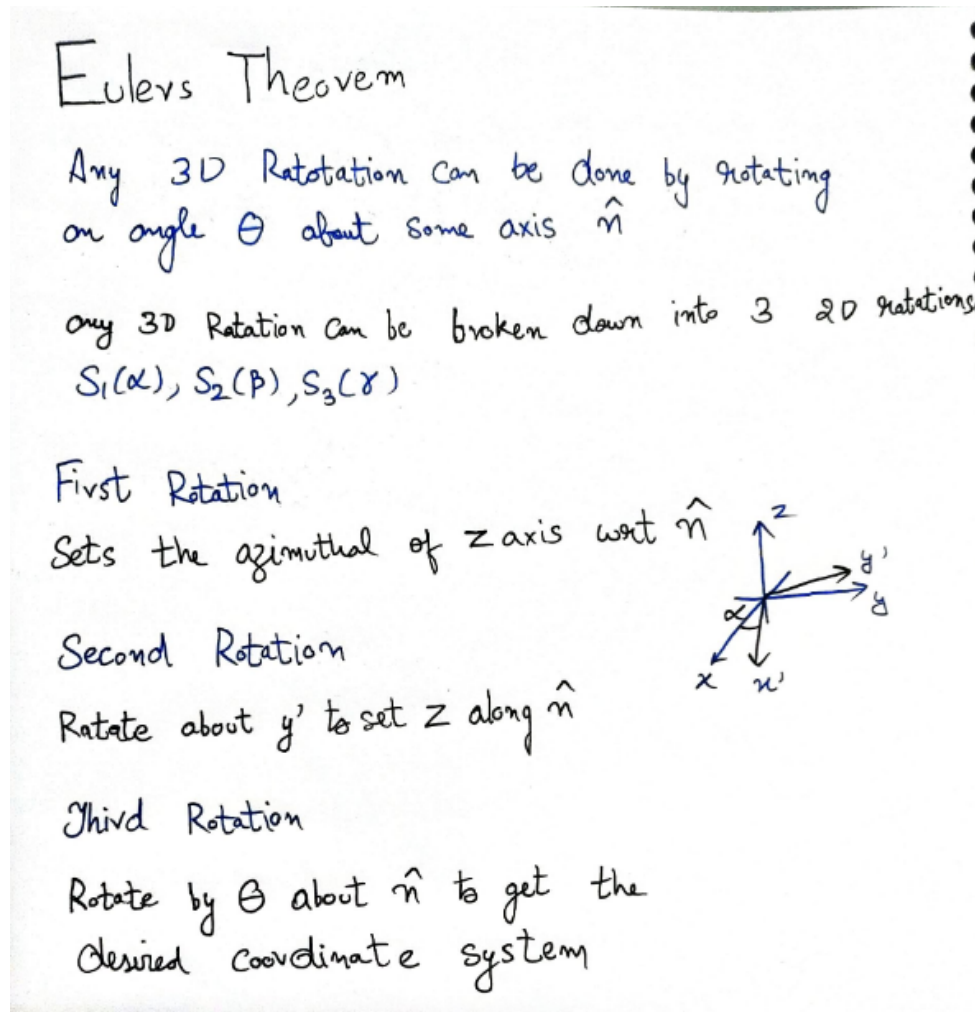 Eulers Theorem
Any 3D Ratotation can be done by rotating
an angle θ about some axis n̂
any 3D Rotation can be broken down into 3 2D rotations
S₁(α), S₂(β), S₃(γ)
First Rotation
Sets the azimuthal of z axis wrt n̂
z
y'
y
α
x
x'
Second Rotation
Rotate about y' to set z along n̂
Third Rotation
Rotate by θ about n̂ to get the
desired coordinate system